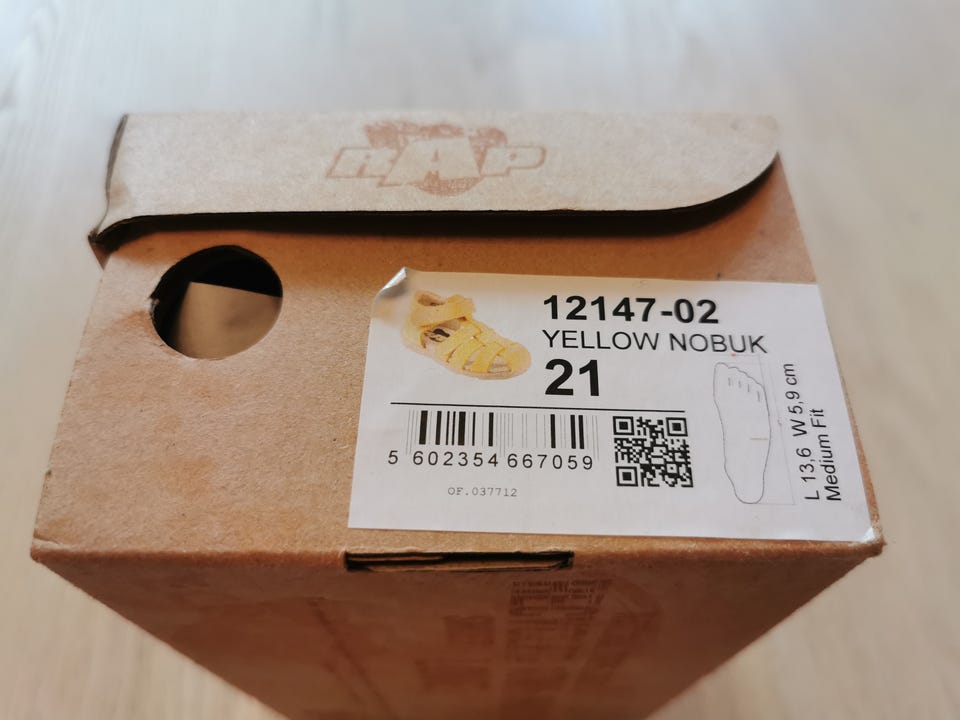 RAP
12147-02
YELLOW NOBUK
21
5 602354 667059
OF.037712
L 13,6 W 5,9 cm
Medium Fit